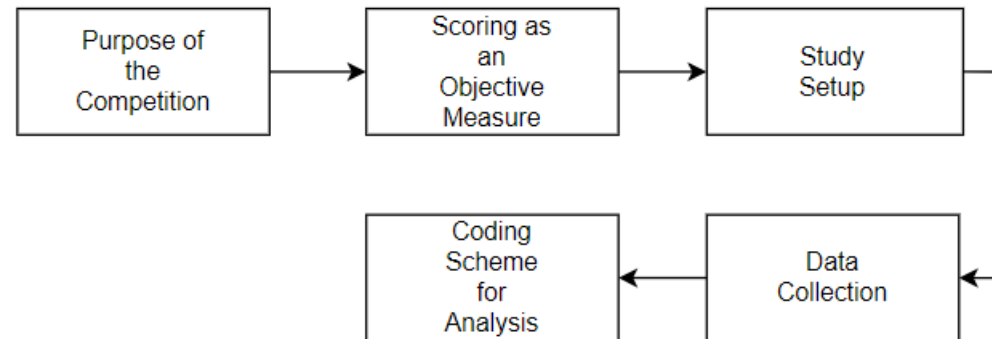 Purpose of
the
Competition
Scoring as
an
Objective
Measure
Study
Setup
Data
Collection
Coding
Scheme
for
Analysis